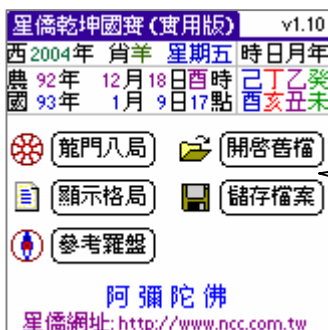 星僑乾坤國寶(實用版) v1.10
西2004年 肖羊 星期五 時日月年
農 92年 12月18日酉時 己丁乙癸
國 93年 1月 9日17點 酉亥丑未
龍門八局 開啓舊檔
顯示格局 儲存檔案
參考羅盤
阿彌陀佛
星僑網址: http://www.ncc.com.tw